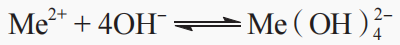 Me²⁺ + 4OH⁻ ⇌ Me ( OH )₄²⁻